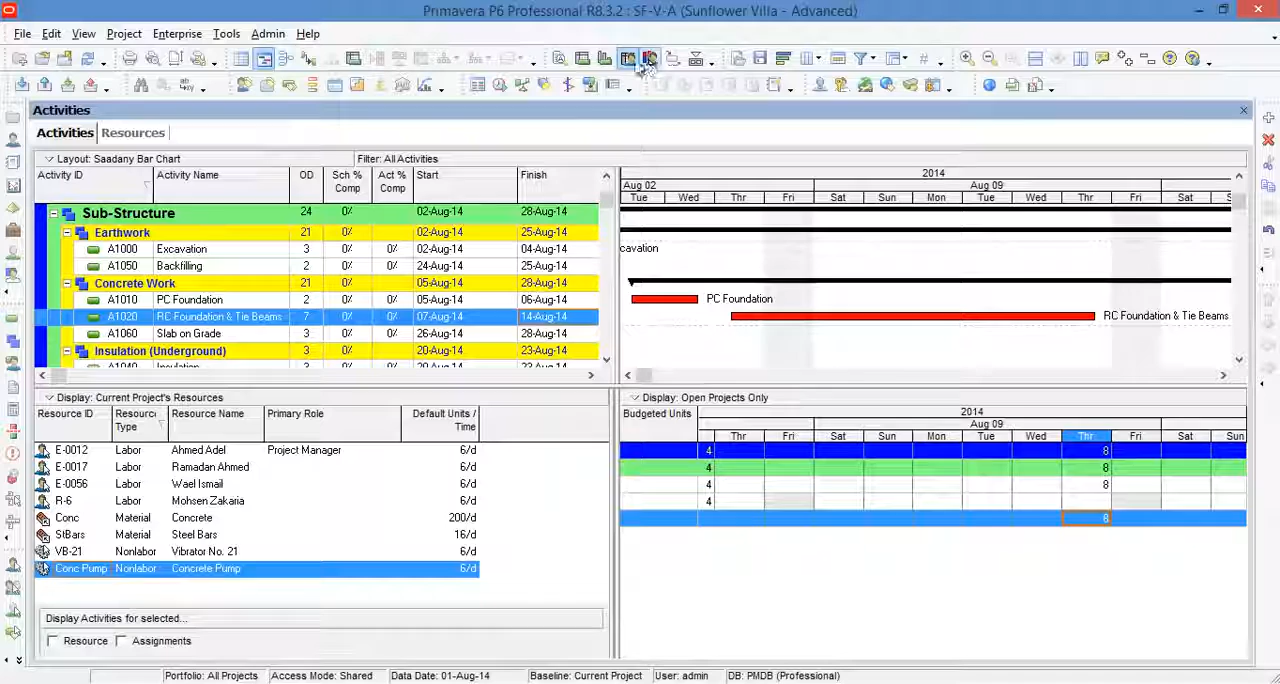 Primavera P6 Professional R8.3.2 : SF-V-A (Sunflower Villa - Advanced)
File Edit View Project Enterprise Tools Admin Help
Activities
Activities Resources
Layout: Saadany Bar Chart Filter: All Activities
Activity ID Activity Name OD Sch % Comp Act % Comp Start Finish
Sub-Structure 24 0% 02-Aug-14 28-Aug-14
Earthwork 21 0% 02-Aug-14 25-Aug-14
A1000 Excavation 3 0% 0% 02-Aug-14 04-Aug-14
A1050 Backfilling 2 0% 0% 24-Aug-14 25-Aug-14
Concrete Work 21 0% 05-Aug-14 28-Aug-14
A1010 PC Foundation 2 0% 0% 05-Aug-14 06-Aug-14
A1020 RC Foundation & Tie Beams 7 0% 0% 07-Aug-14 14-Aug-14
A1060 Slab on Grade 3 0% 0% 26-Aug-14 28-Aug-14
Insulation (Underground) 3 0% 20-Aug-14 23-Aug-14
2014
Aug 02 Aug 09
Tue Wed Thr Fri Sat Sun Mon Tue Wed Thr Fri Sat S
cavation
PC Foundation
RC Foundation & Tie Beams
Display: Current Project's Resources
Resource ID Resource Type Resource Name Primary Role Default Units / Time
E-0012 Labor Ahmed Adel Project Manager 6/d
E-0017 Labor Ramadan Ahmed 6/d
E-0056 Labor Wael Ismail 6/d
R-6 Labor Mohsen Zakaria 6/d
Conc Material Concrete 200/d
StBars Material Steel Bars 16/d
VB-21 Nonlabor Vibrator No. 21 6/d
Conc Pump Nonlabor Concrete Pump 6/d
Display Activities for selected...
Resource Assignments
Display: Open Projects Only
Budgeted Units 2014
Aug 09
Thr Fri Sat Sun Mon Tue Wed Thr Fri Sat Sun
4 8
4 8
4 8
4
8
Portfolio: All Projects Access Mode: Shared Data Date: 01-Aug-14 Baseline: Current Project User: admin DB: PMDB (Professional)